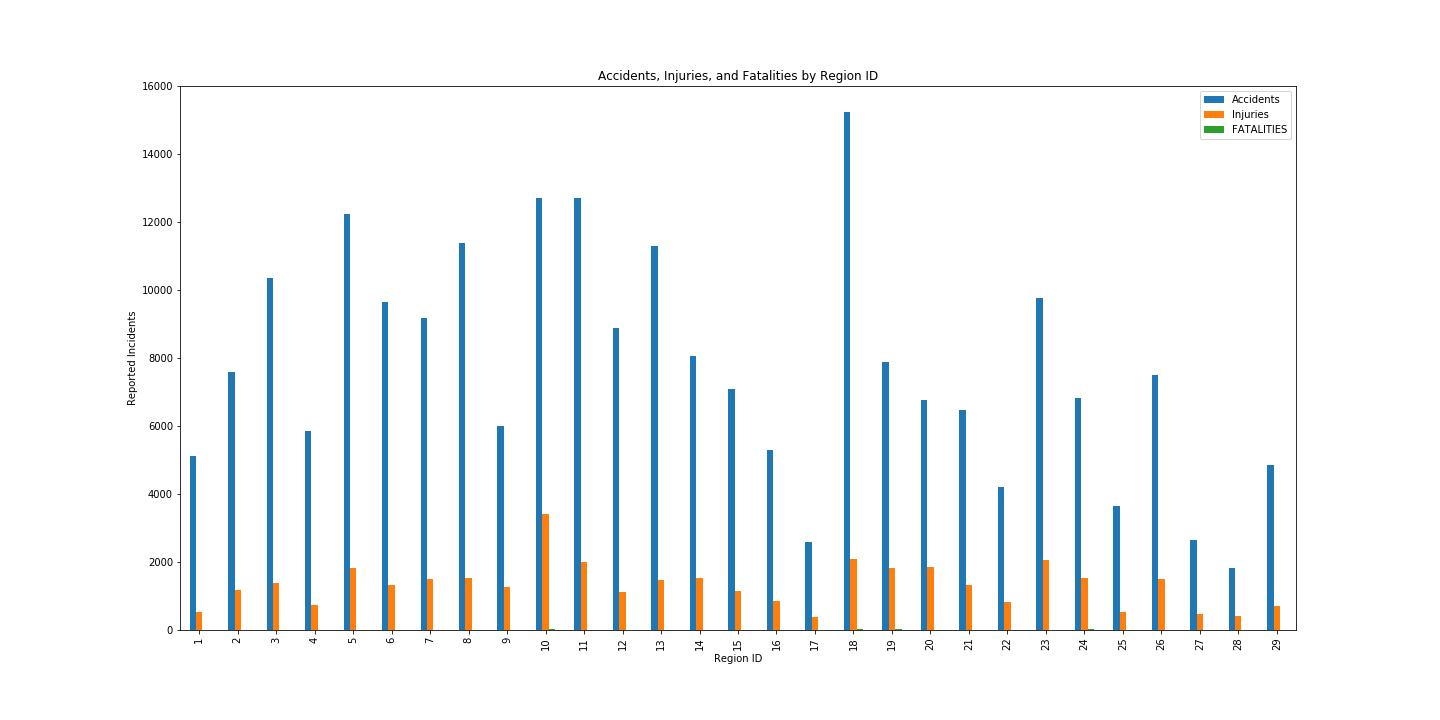 Accidents, Injuries, and Fatalities by Region ID
16000
14000
12000
10000
8000
6000
4000
2000
0
Reported Incidents
Accidents
Injuries
FATALITIES
1 2 3 4 5 6 7 8 9 10 11 12 13 14 15 16 17 18 19 20 21 22 23 24 25 26 27 28 29
Region ID